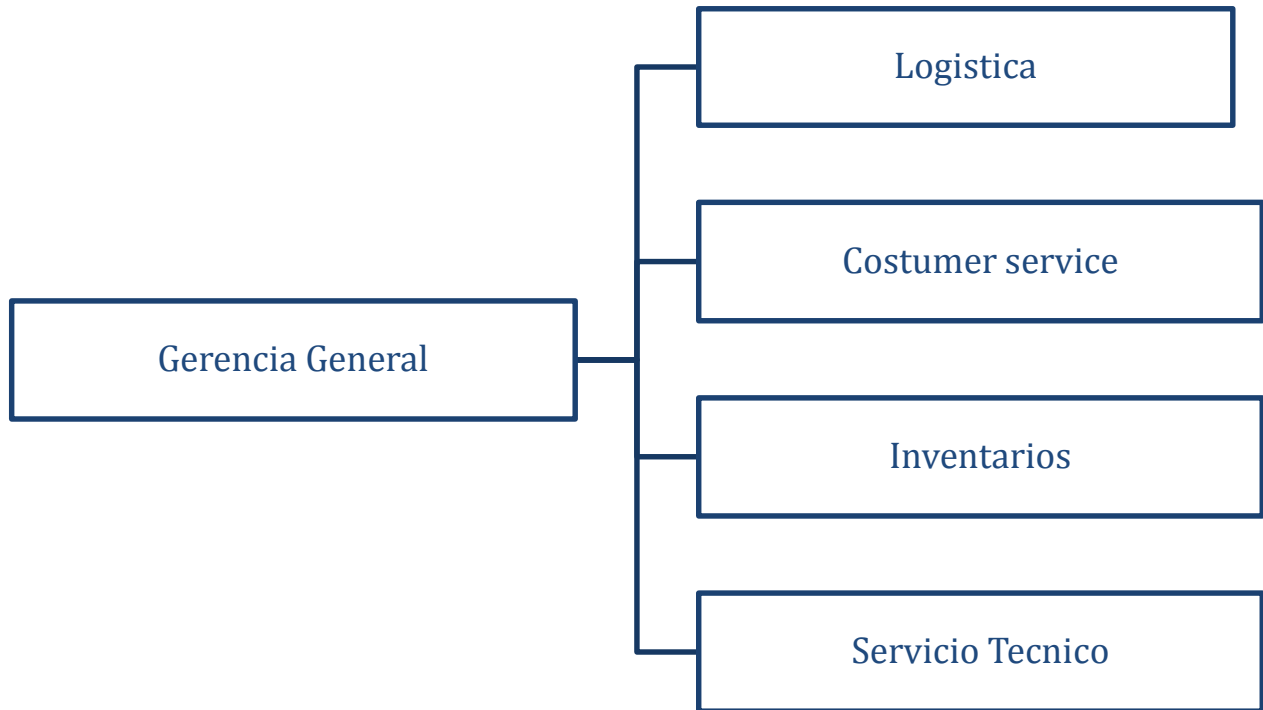 Gerencia General
Logistica
Costumer service
Inventarios
Servicio Tecnico